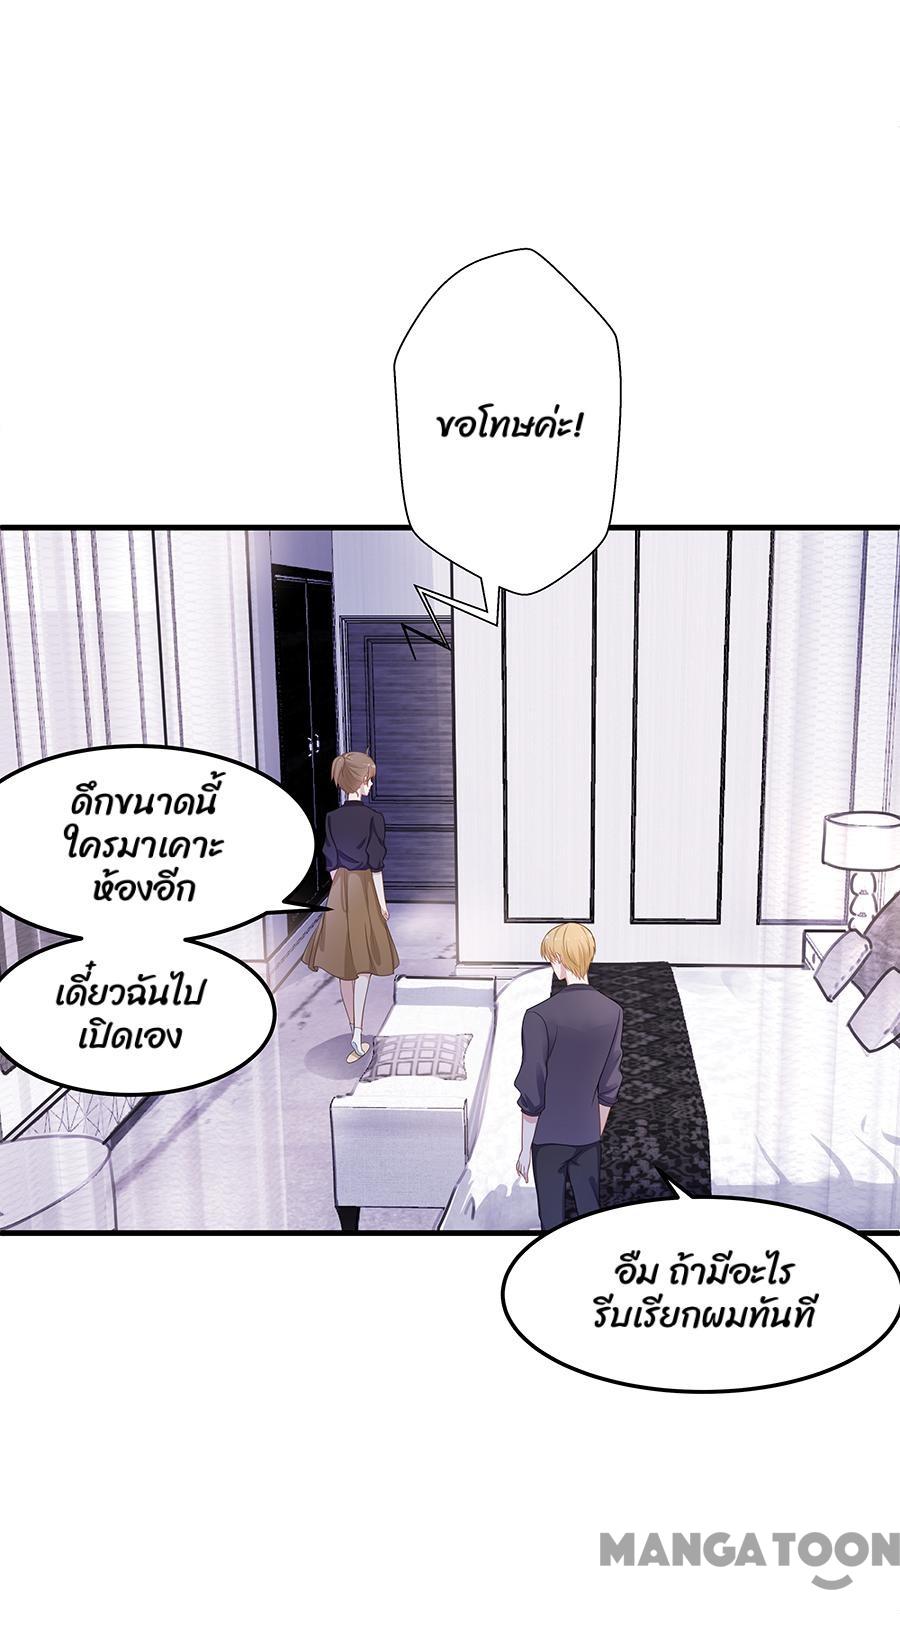 ขอโทษค่ะ!
ดึกขนาดนี้
ใครมาเคาะ
ห้องอีก
เดี๋ยวฉันไป
เปิดเอง
อืม ถ้ามีอะไร
รีบเรียกผมทันที
MANGATOON